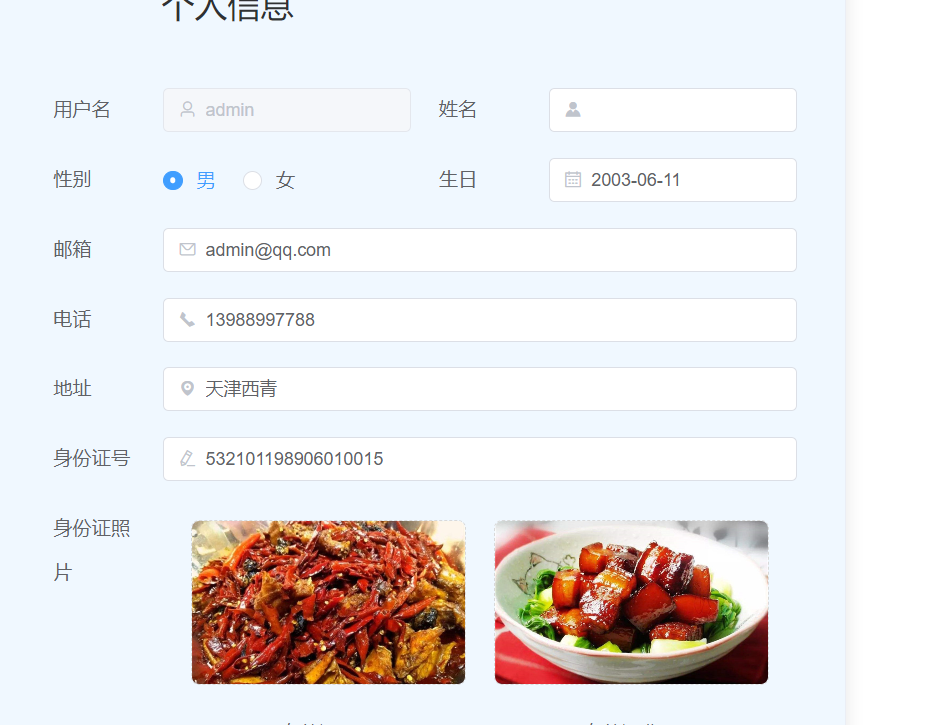 个人信息
用户名 admin 姓名
性别 男 女 生日 2003-06-11
邮箱 admin@qq.com
电话 13988997788
地址 天津西青
身份证号 532101198906010015
身份证照
片